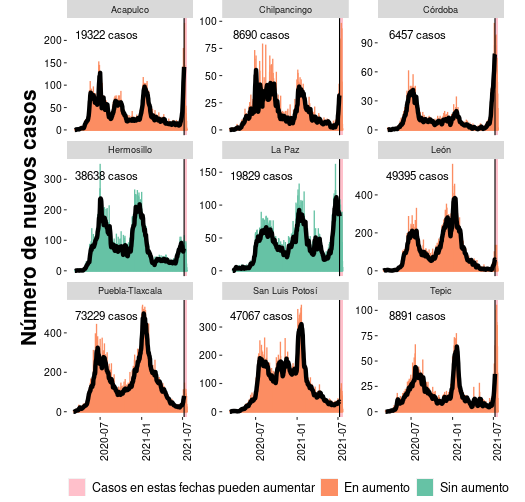 Número de nuevos casos
Acapulco
Chilpancingo
Córdoba
19322 casos
8690 casos
6457 casos
200
150
100
50
0
100
75
50
25
0
90
60
30
0
Hermosillo
La Paz
León
38638 casos
19829 casos
49395 casos
300
200
100
0
150
100
50
0
400
200
0
Puebla-Tlaxcala
San Luis Potosí
Tepic
73229 casos
47067 casos
8891 casos
400
200
0
300
200
100
0
100
75
50
25
0
2020-07
2021-01
2021-07
2020-07
2021-01
2021-07
2020-07
2021-01
2021-07
Casos en estas fechas pueden aumentar
En aumento
Sin aumento